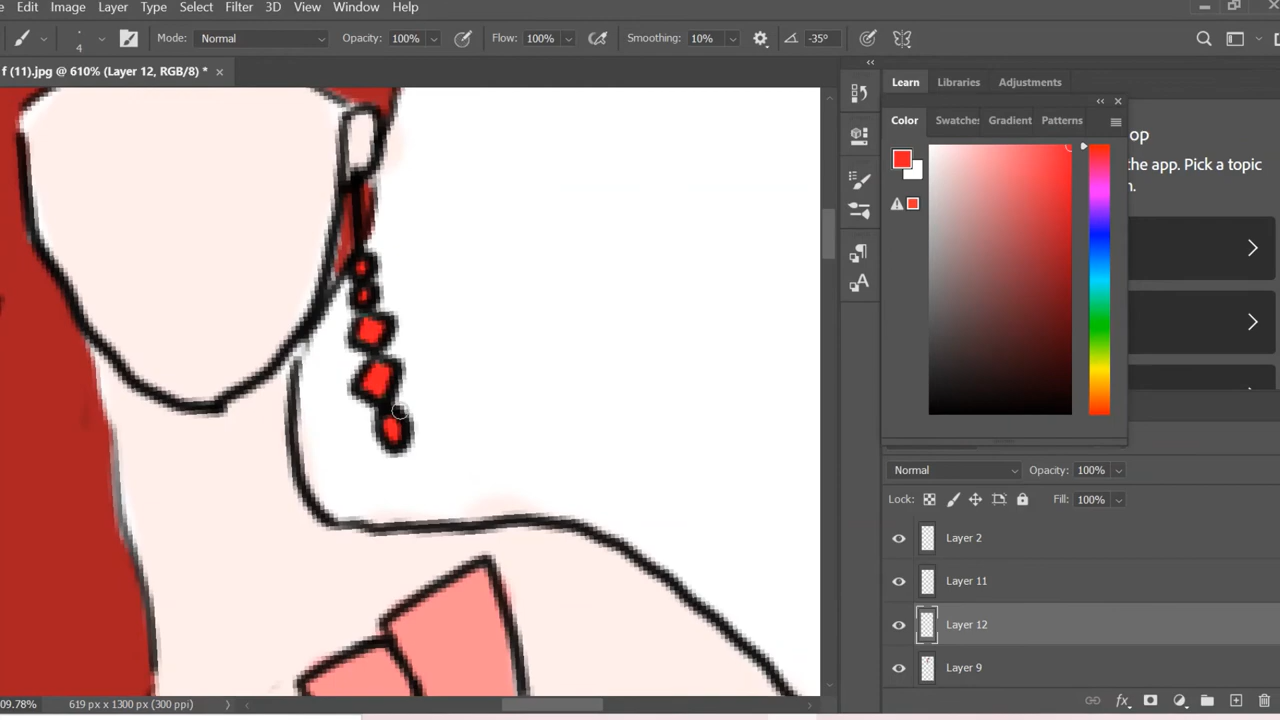 Edit Image Layer Type Select Filter 3D View Window Help
4 Mode: Normal Opacity: 100% Flow: 100% Smoothing: 10% -35°
f (11).jpg @ 610% (Layer 12, RGB/8) * ×
Learn Libraries Adjustments
Color Swatches Gradient Patterns
op
the app. Pick a topic
n.
Normal Opacity: 100%
Lock: Fill: 100%
Layer 2
Layer 11
Layer 12
Layer 9
09.78% 619 px x 1300 px (300 ppi)
fx